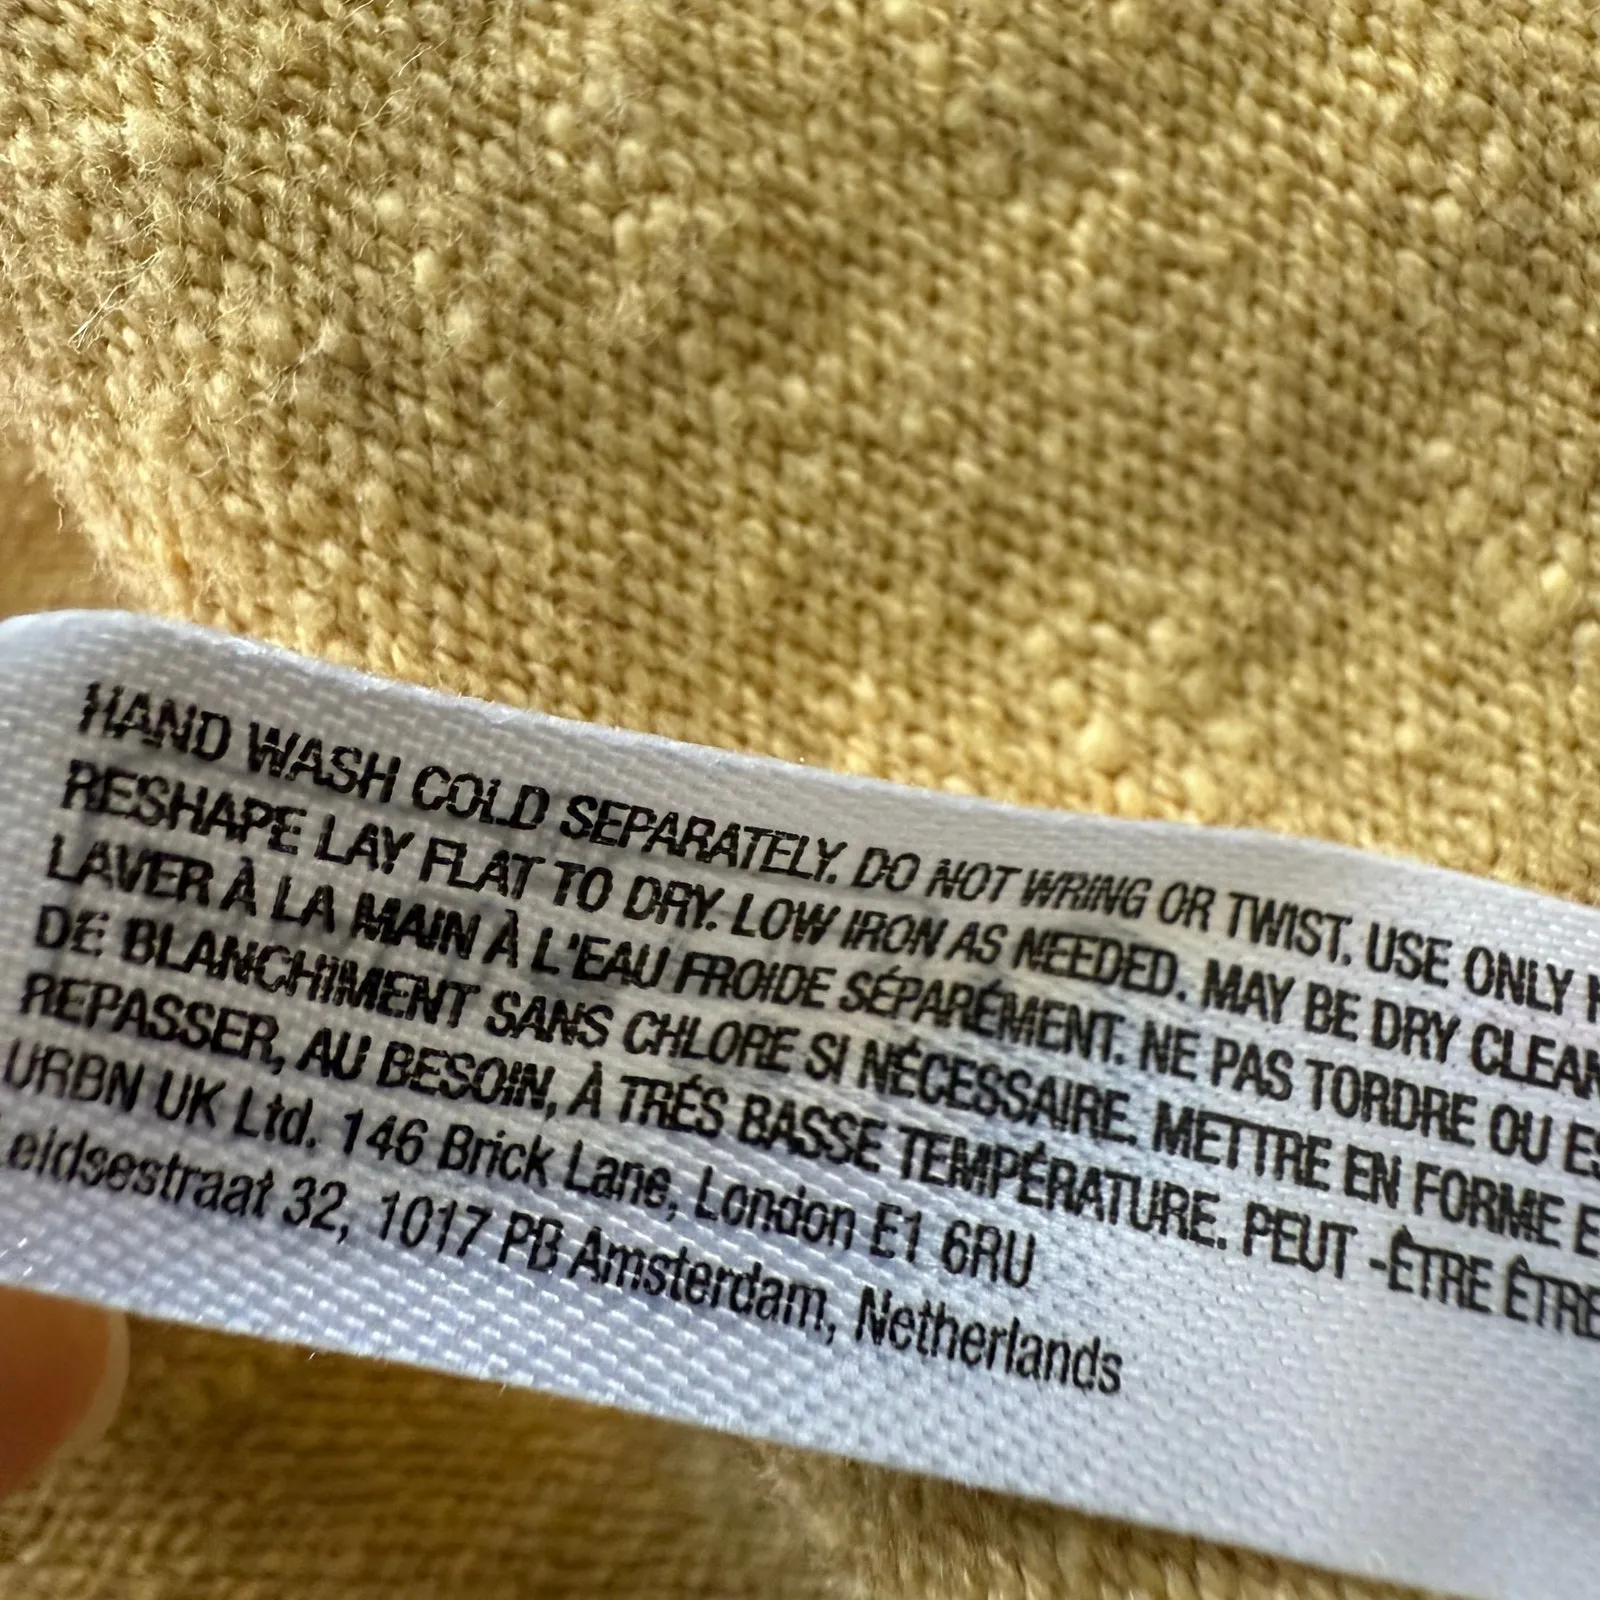 HAND WASH COLD SEPARATELY. DO NOT WRING OR TWIST. USE ONLY
RESHAPE LAY FLAT TO DRY. LOW IRON AS NEEDED. MAY BE DRY CLEAN
LAVER À LA MAIN À L'EAU FROIDE SÉPARÉMENT. NE PAS TORDRE OU
DE BLANCHIMENT SANS CHLORE SI NÉCESSAIRE. METTRE EN FORME
REPASSER, AU BESOIN, À TRÉS BASSE TEMPÉRATURE. PEUT -ÊTRE ÊTRE
URBN UK Ltd. 146 Brick Lane, London E1 6RU
eidsestraat 32, 1017 PB Amsterdam, Netherlands